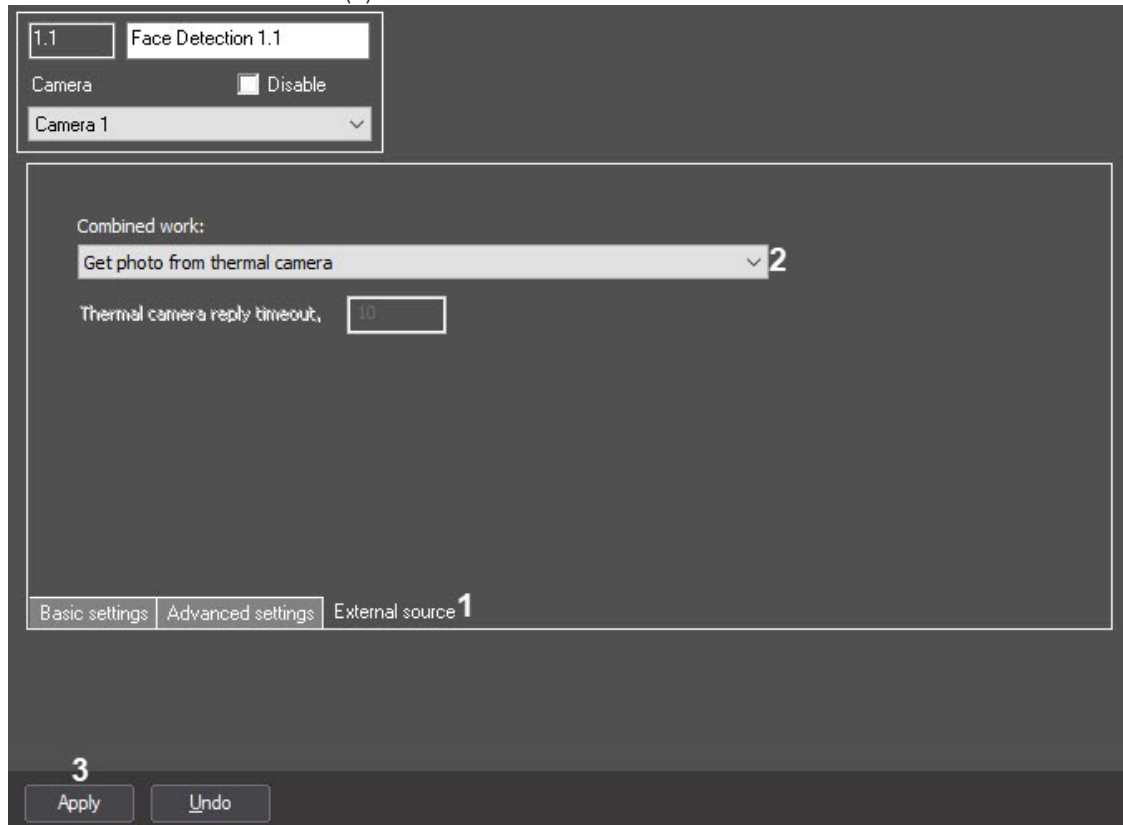 1.1 Face Detection 1.1
Camera Disable
Camera 1
Combined work:
Get photo from thermal camera 2
Thermal camera reply timeout, 10
Basic settings Advanced settings External source 1
3
Apply Undo